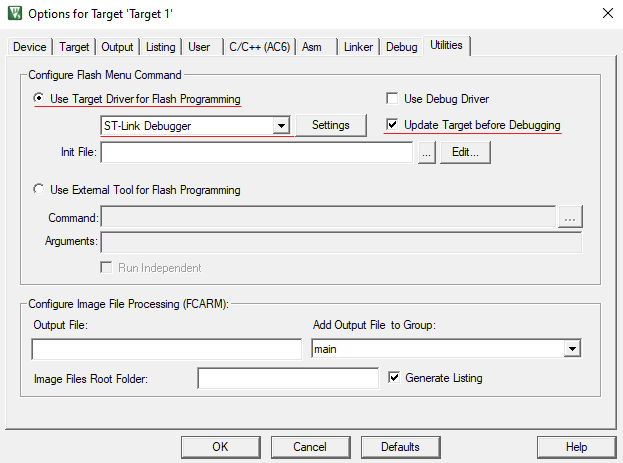 Options for Target 'Target 1'
Device Target Output Listing User C/C++ (AC6) Asm Linker Debug Utilities
Configure Flash Menu Command
Use Target Driver for Flash Programming
Use Debug Driver
ST-Link Debugger
Settings
Update Target before Debugging
Init File:
...
Edit...
Use External Tool for Flash Programming
Command:
...
Arguments:
Run Independent
Configure Image File Processing (FCARM):
Output File:
Add Output File to Group:
main
Image Files Root Folder:
Generate Listing
OK Cancel Defaults Help